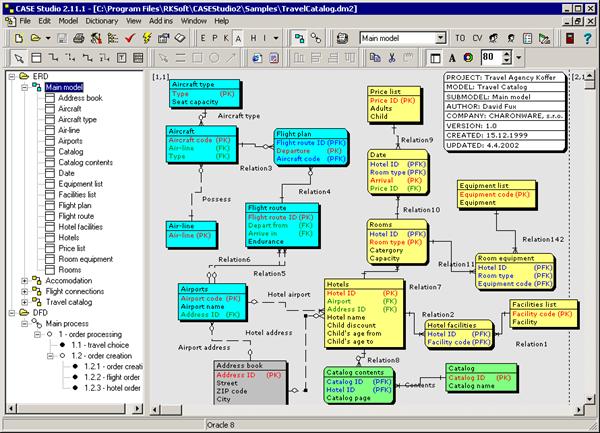 CASE Studio 2.11.1 - [C:\Program Files\RKSoft\CASEStudio2\Samples\TravelCatalog.dm2]
File Edit Model Dictionary View Add ins Window Help
E P K A H I Main model TO CV
A 80
ERD
Main model
Address book
Aircraft
Aircraft type
Air-line
Airports
Catalog
Catalog contents
Date
Equipment list
Facilities list
Flight plan
Flight route
Hotel facilities
Hotels
Price list
Room equipment
Rooms
Accomodation
Flight connections
Travel catalog
DFD
Main process
1 - order processing
1.1 - travel choice
1.2 - order creation
1.2.1 - order creati
1.2.2 - flight order
1.2.3 - hotel order
[1,1]
[2,1
Aircraft type
Type (PK)
Seat capacity
Aircraft type
Aircraft
Aircraft code (PK)
Air-line (FK)
Type (FK)
Relation3
Flight plan
Flight route ID (PFK)
Departure (PK)
Aircraft code (PFK)
Relation4
Possess
Air-line
Air-line (PK)
Flight route
Flight route ID (PK)
Depart from (FK)
Arrive in (FK)
Endurance
Relation6
Relation5
Airports
Airport code (PK)
Airport name
Address ID (FK)
Hotel airport
Hotel address
Airport address
Address book
Address ID (PK)
Street
ZIP code
City
Price list
Price ID (PK)
Adults
Child
Relation9
Date
Hotel ID (PFK)
Room type (PFK)
Arrival (PK)
Price ID (FK)
Relation10
Rooms
Hotel ID (PFK)
Room type (PK)
Catergory
Capacity
Relation7
Relation11
Hotels
Hotel ID (PK)
Airport (FK)
Address ID (FK)
Hotel name
Child discount
Child's age from
Child's age to
Relation8
Catalog contents
Catalog ID (PFK)
Hotel ID (PFK)
Catalog page
Contents
Catalog
Catalog ID (PK)
Catalog name
PROJECT: Travel Agency Koffer
MODEL: Travel Catalog
SUBMODEL: Main model
AUTHOR: David Fux
COMPANY: CHARONWARE, s.r.o.
VERSION: 1.0
CREATED: 15.12.1999
UPDATED: 4.4.2002
Equipment list
Equipment code (PK)
Equipment
Relation142
Room equipment
Hotel ID (PFK)
Room type (PFK)
Equipment code (PFK)
Relation2
Hotel facilities
Hotel ID (PFK)
Facility code (PFK)
Relation1
Facilities list
Facility code (PK)
Facility
Oracle 8